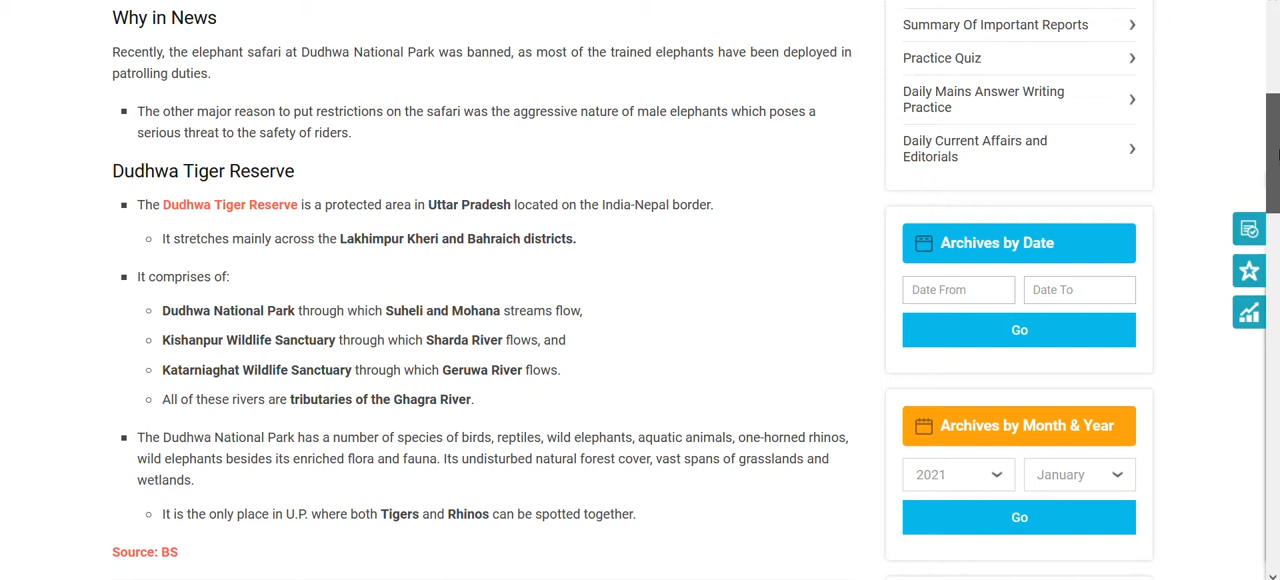 Why in News
Recently, the elephant safari at Dudhwa National Park was banned, as most of the trained elephants have been deployed in
patrolling duties.
The other major reason to put restrictions on the safari was the aggressive nature of male elephants which poses a
serious threat to the safety of riders.
Dudhwa Tiger Reserve
The Dudhwa Tiger Reserve is a protected area in Uttar Pradesh located on the India-Nepal border.
It stretches mainly across the Lakhimpur Kheri and Bahraich districts.
It comprises of:
Dudhwa National Park through which Suheli and Mohana streams flow,
Kishanpur Wildlife Sanctuary through which Sharda River flows, and
Katarniaghat Wildlife Sanctuary through which Geruwa River flows.
All of these rivers are tributaries of the Ghagra River.
The Dudhwa National Park has a number of species of birds, reptiles, wild elephants, aquatic animals, one-horned rhinos,
wild elephants besides its enriched flora and fauna. Its undisturbed natural forest cover, vast spans of grasslands and
wetlands.
It is the only place in U.P. where both Tigers and Rhinos can be spotted together.
Source: BS
Summary Of Important Reports
Practice Quiz
Daily Mains Answer Writing
Practice
Daily Current Affairs and
Editorials
Archives by Date
Date From Date To
Go
Archives by Month & Year
2021 January
Go